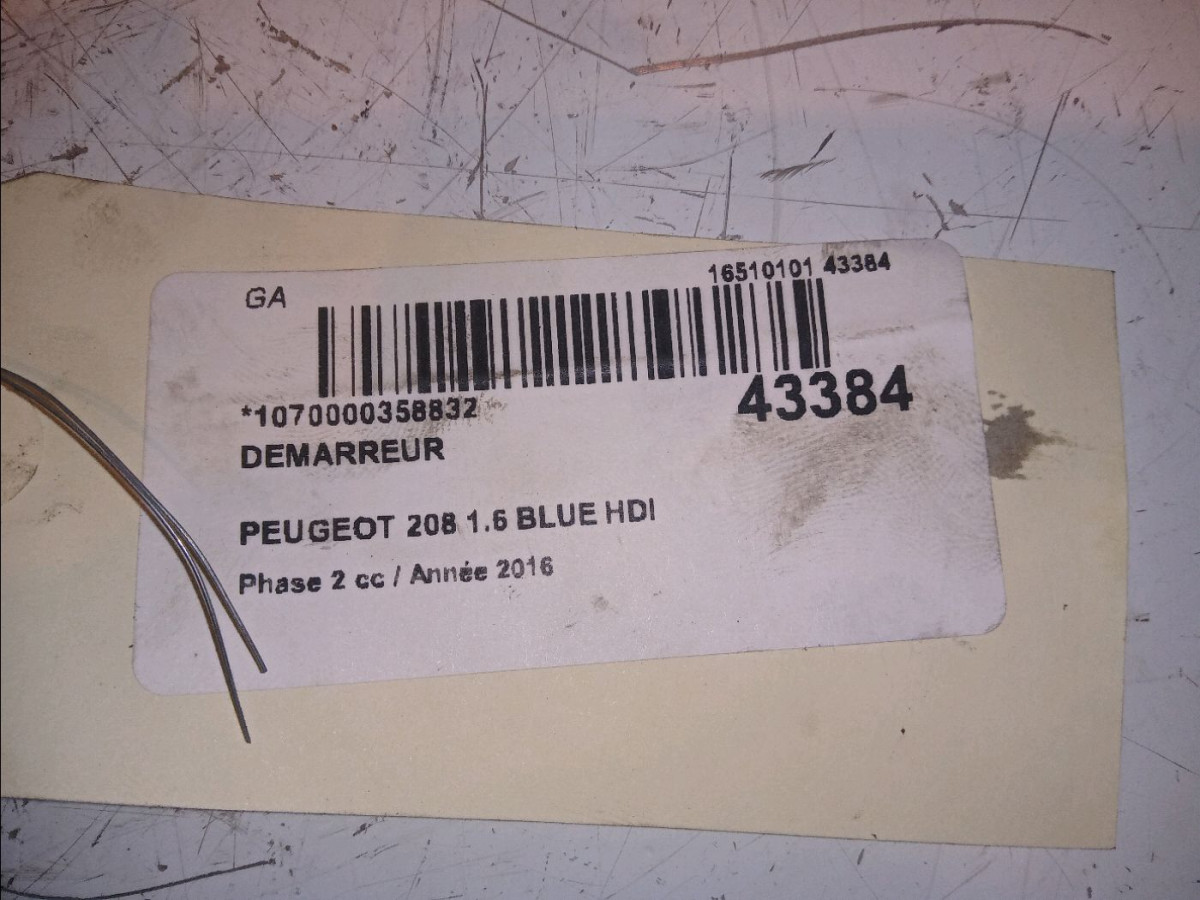 16510101 43384
GA
*1070000358832
43384
DEMARREUR
PEUGEOT 208 1.6 BLUE HDI
Phase 2 cc / Année 2016